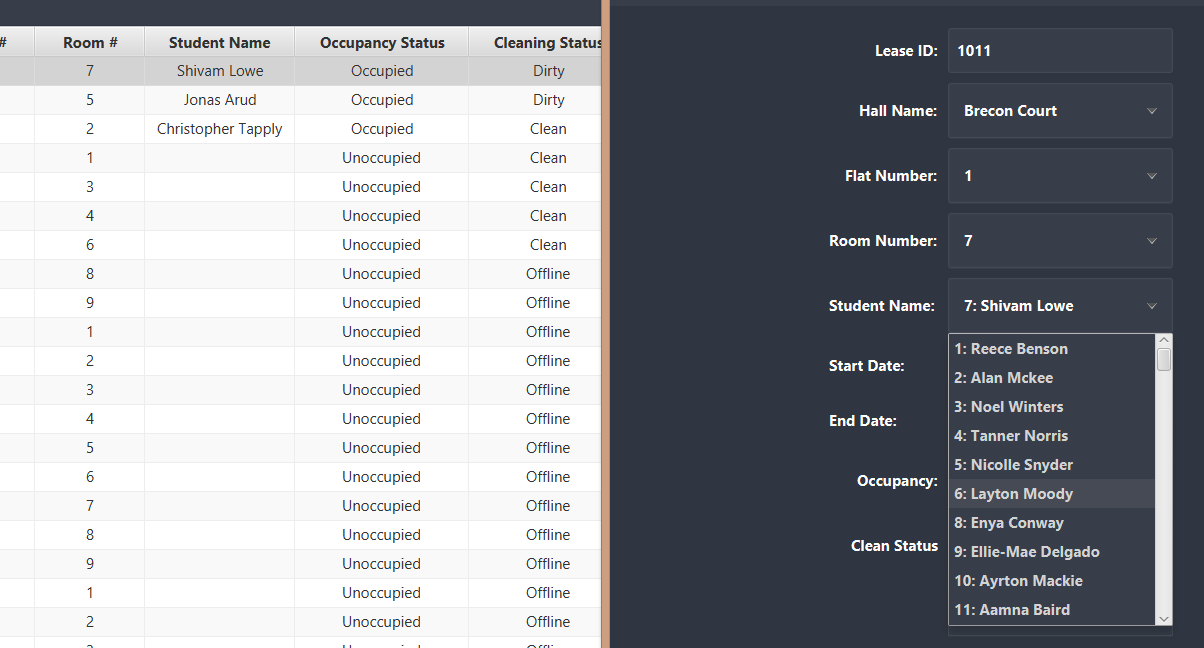 # Room # Student Name Occupancy Status Cleaning Status
7 Shivam Lowe Occupied Dirty
5 Jonas Arud Occupied Dirty
2 Christopher Tapply Occupied Clean
1 Unoccupied Clean
3 Unoccupied Clean
4 Unoccupied Clean
6 Unoccupied Clean
8 Unoccupied Offline
9 Unoccupied Offline
1 Unoccupied Offline
2 Unoccupied Offline
3 Unoccupied Offline
4 Unoccupied Offline
5 Unoccupied Offline
6 Unoccupied Offline
7 Unoccupied Offline
8 Unoccupied Offline
9 Unoccupied Offline
1 Unoccupied Offline
2 Unoccupied Offline
Lease ID: 1011
Hall Name: Brecon Court
Flat Number: 1
Room Number: 7
Student Name: 7: Shivam Lowe
Start Date:
End Date:
Occupancy:
Clean Status
1: Reece Benson
2: Alan Mckee
3: Noel Winters
4: Tanner Norris
5: Nicolle Snyder
6: Layton Moody
8: Enya Conway
9: Ellie-Mae Delgado
10: Ayrton Mackie
11: Aamna Baird